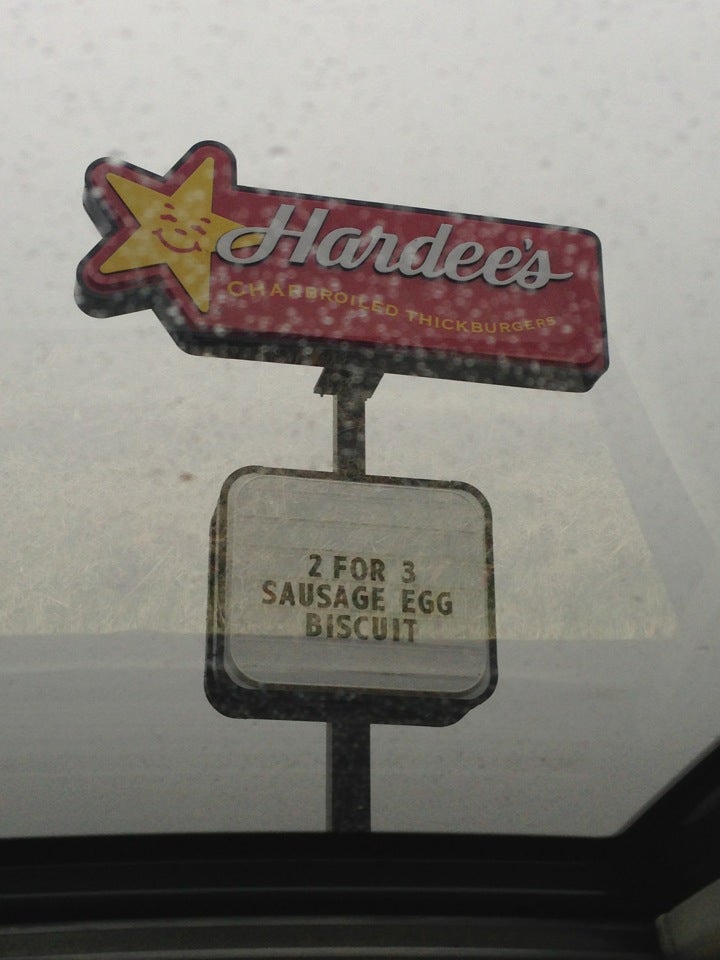 Hardee's
CHARBROILED THICKBURGERS
2 FOR 3
SAUSAGE EGG
BISCUIT